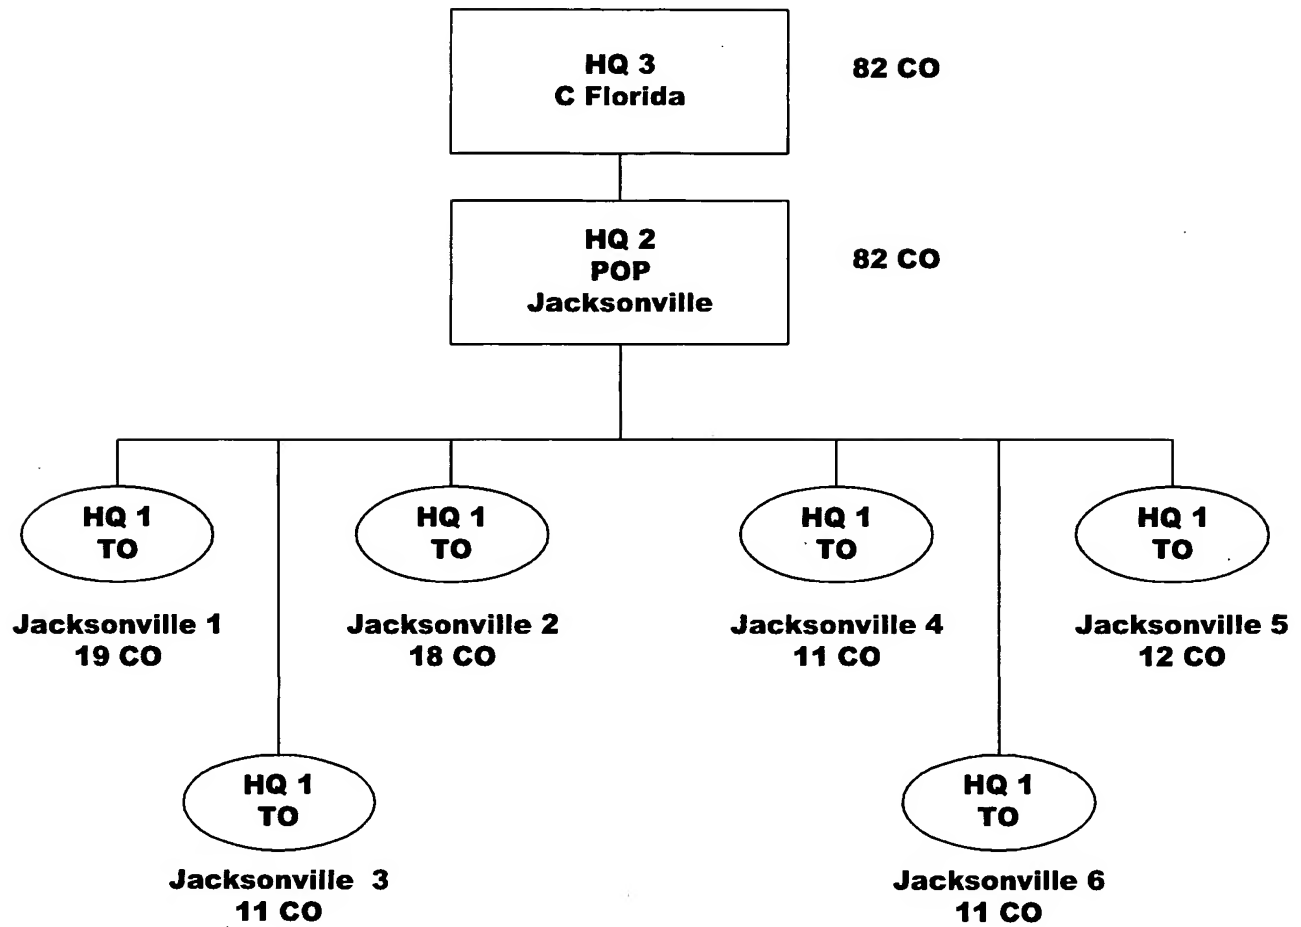 HQ 3
C Florida
82 CO
HQ 2
POP
Jacksonville
82 CO
HQ 1
TO
Jacksonville 1
19 CO
HQ 1
TO
Jacksonville 2
18 CO
HQ 1
TO
Jacksonville 4
11 CO
HQ 1
TO
Jacksonville 5
12 CO
HQ 1
TO
Jacksonville 3
11 CO
HQ 1
TO
Jacksonville 6
11 CO